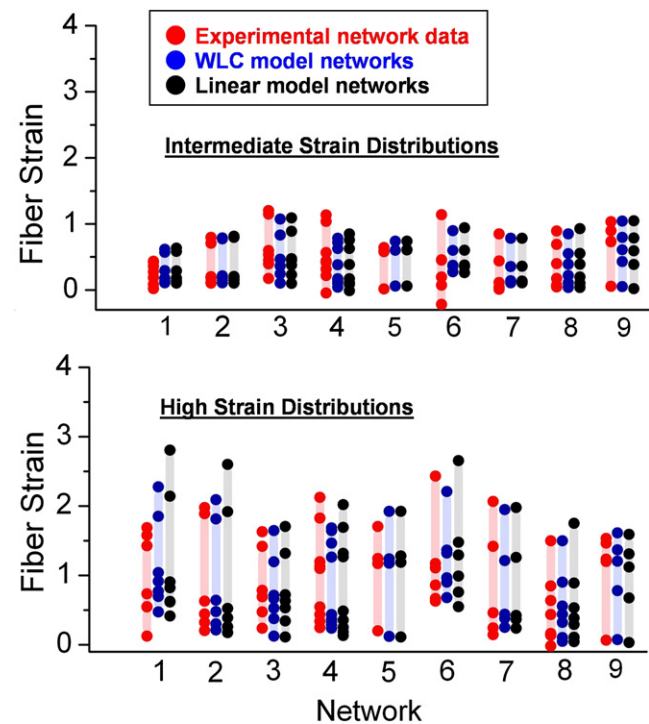 4
Experimental network data
WLC model networks
Linear model networks
3
Intermediate Strain Distributions
2
1
0
Fiber Strain
1 2 3 4 5 6 7 8 9
4
High Strain Distributions
3
2
1
0
Fiber Strain
1 2 3 4 5 6 7 8 9
Network